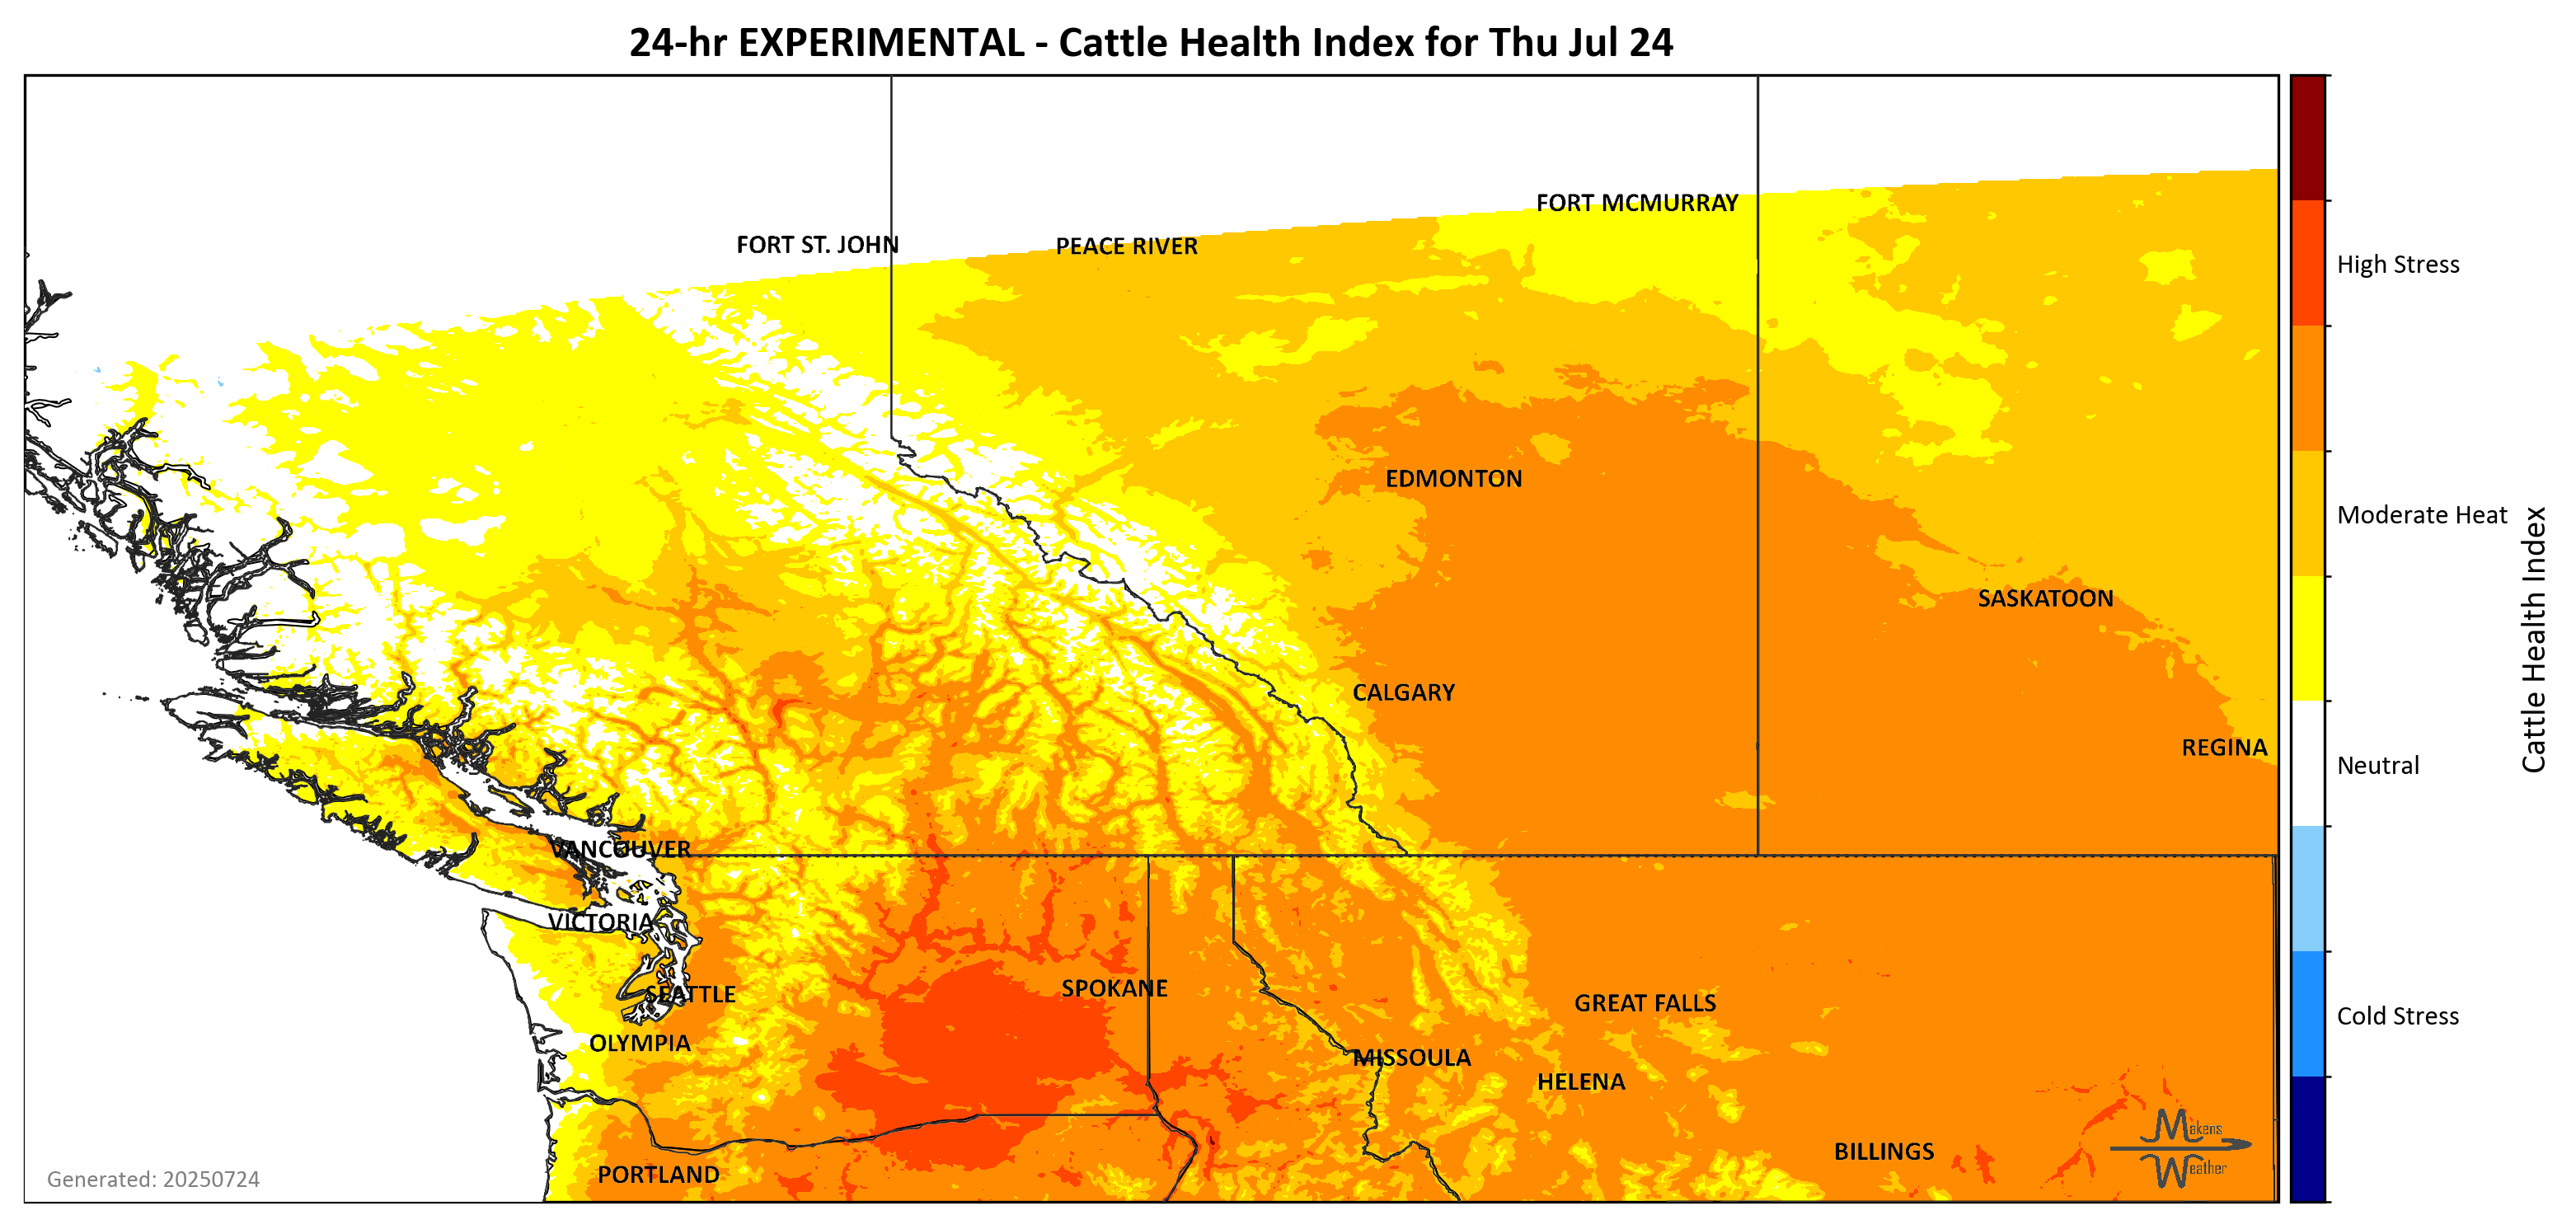 24-hr EXPERIMENTAL - Cattle Health Index for Thu Jul 24
FORT MCMURRAY
FORT ST. JOHN
PEACE RIVER
High Stress
EDMONTON
Moderate Heat
SASKATOON
CALGARY
REGINA
Neutral
Cattle Health Index
VANCOUVER
VICTORIA
SPOKANE
SEATTLE
GREAT FALLS
Cold Stress
OLYMPIA
MISSOULA
HELENA
BILLINGS
Makens
Weather
PORTLAND
Generated: 20250724